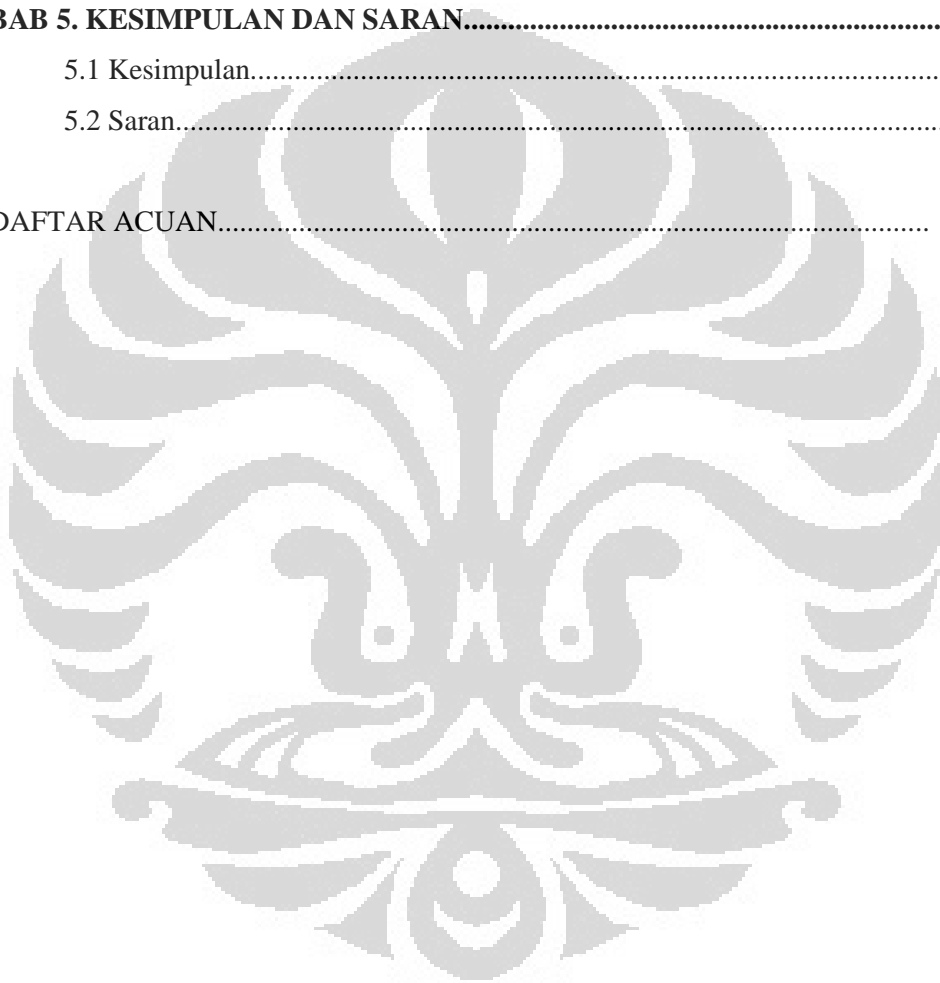 BAB 5. KESIMPULAN DAN SARAN..........................................................................
5.1 Kesimpulan.............................................................................................
5.2 Saran.......................................................................................................
DAFTAR ACUAN...............................................................................................